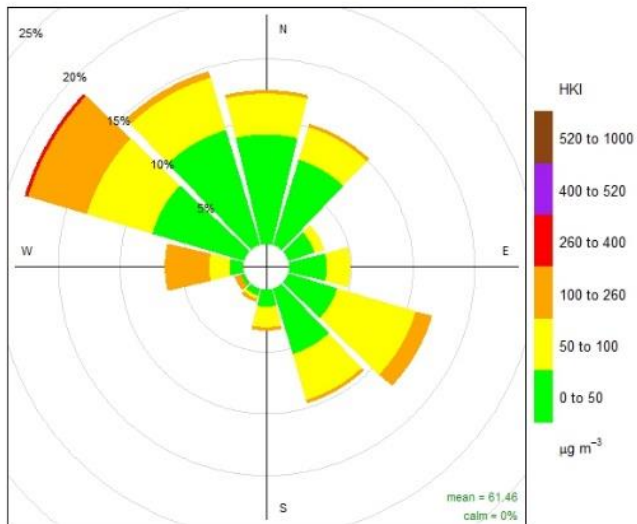 25%
20%
15%
10%
5%
N
W
E
S
mean = 61.46
calm = 0%
HKI
520 to 1000
400 to 520
260 to 400
100 to 260
50 to 100
0 to 50
μg m⁻³